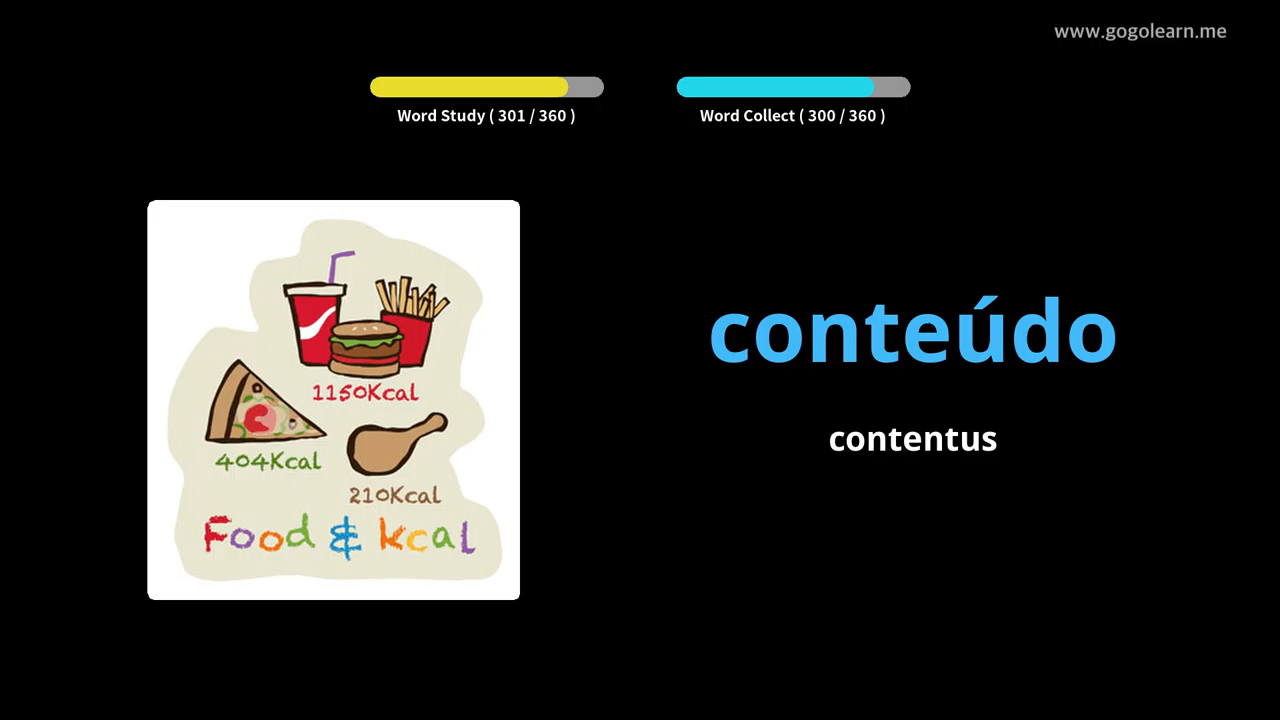 www.gogolearn.me
Word Study ( 301 / 360 )
Word Collect ( 300 / 360 )
1150Kcal
404Kcal
210Kcal
Food & kcal
conteúdo
contentus